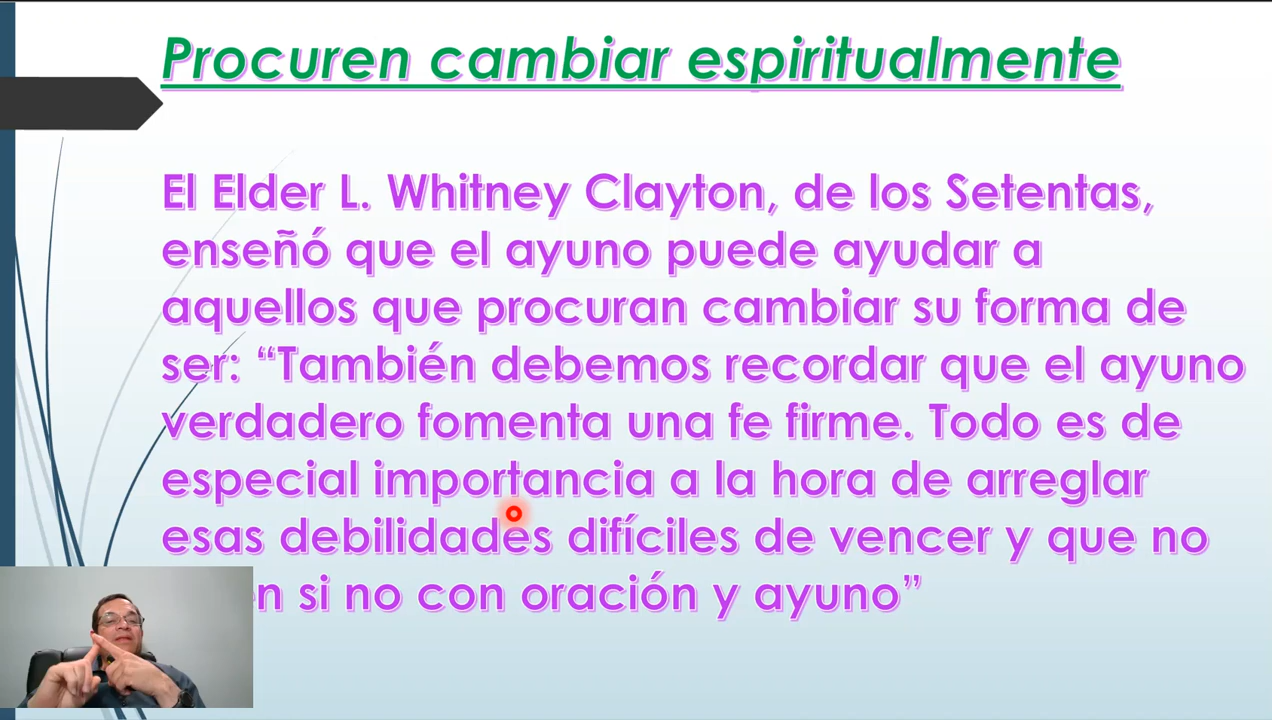 Procuren cambiar espiritualmente
El Elder L. Whitney Clayton, de los Setentas,
enseñó que el ayuno puede ayudar a
aquellos que procuran cambiar su forma de
ser: “También debemos recordar que el ayuno
verdadero fomenta una fe firme. Todo es de
especial importancia a la hora de arreglar
esas debilidades difíciles de vencer y que no
si no con oración y ayuno”